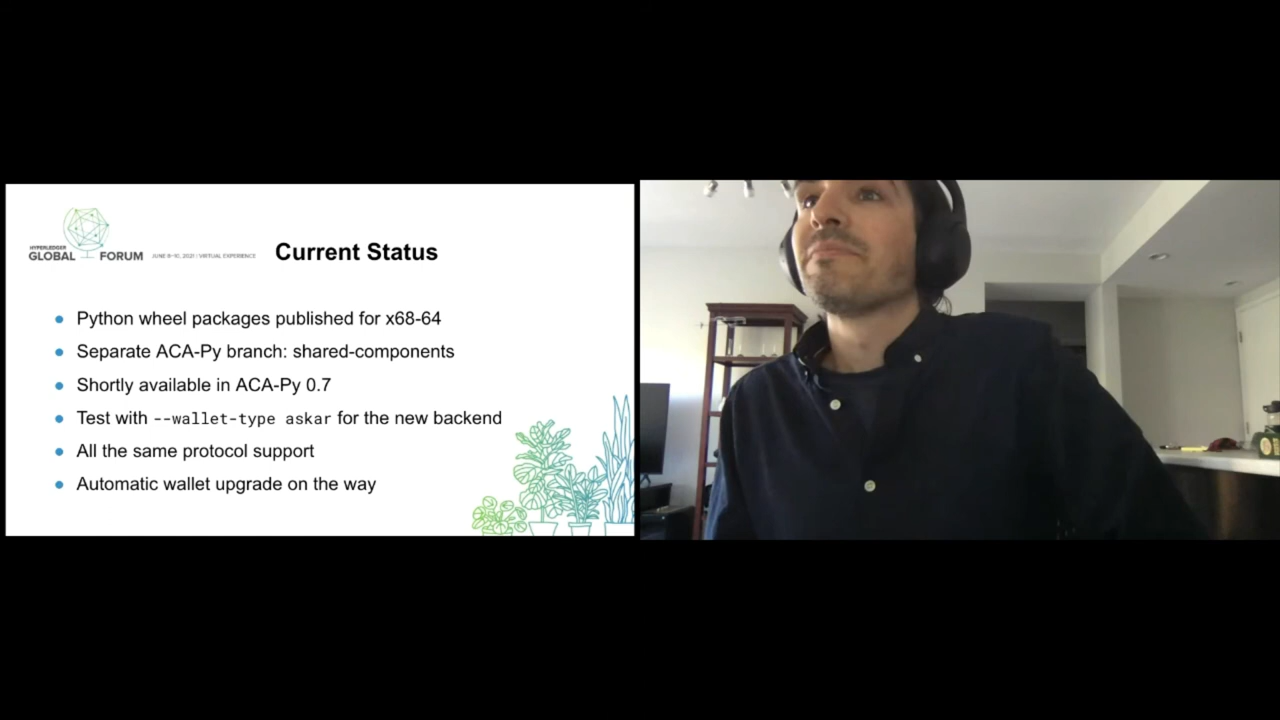 HYPERLEDGER
GLOBAL FORUM
JUNE 8-10, 2021 | VIRTUAL EXPERIENCE
Current Status
Python wheel packages published for x68-64
Separate ACA-Py branch: shared-components
Shortly available in ACA-Py 0.7
Test with --wallet-type askar for the new backend
All the same protocol support
Automatic wallet upgrade on the way